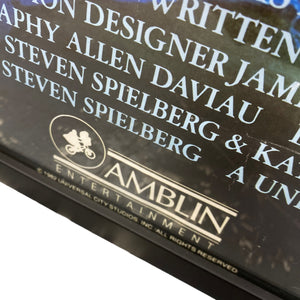 WRITTEN
ION DESIGNER JAM
APHY ALLEN DAVIAU
STEVEN SPIELBERG & KA
STEVEN SPIELBERG A UN
AMBLIN
ENTERTAINMENT
© 1982 UNIVERSAL CITY STUDIOS, INC. ALL RIGHTS RESERVED